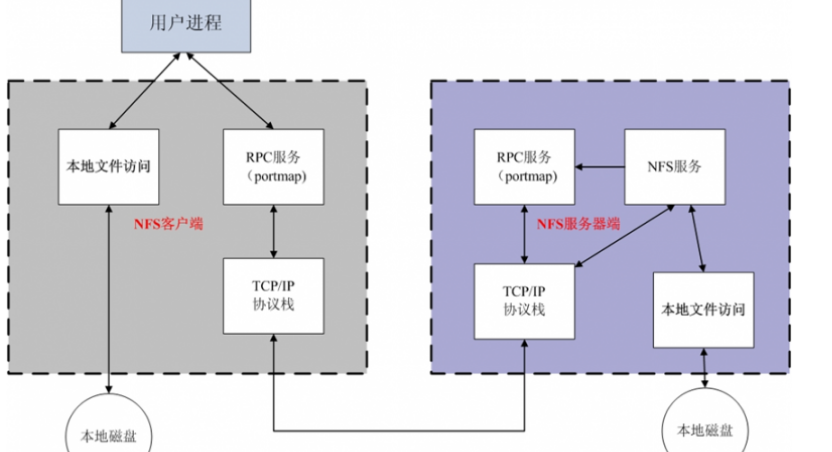 用户进程
本地文件访问
RPC服务
（portmap)
NFS客户端
TCP/IP
协议栈
本地磁盘
RPC服务
（portmap)
NFS服务
NFS服务器端
TCP/IP
协议栈
本地文件访问
本地磁盘